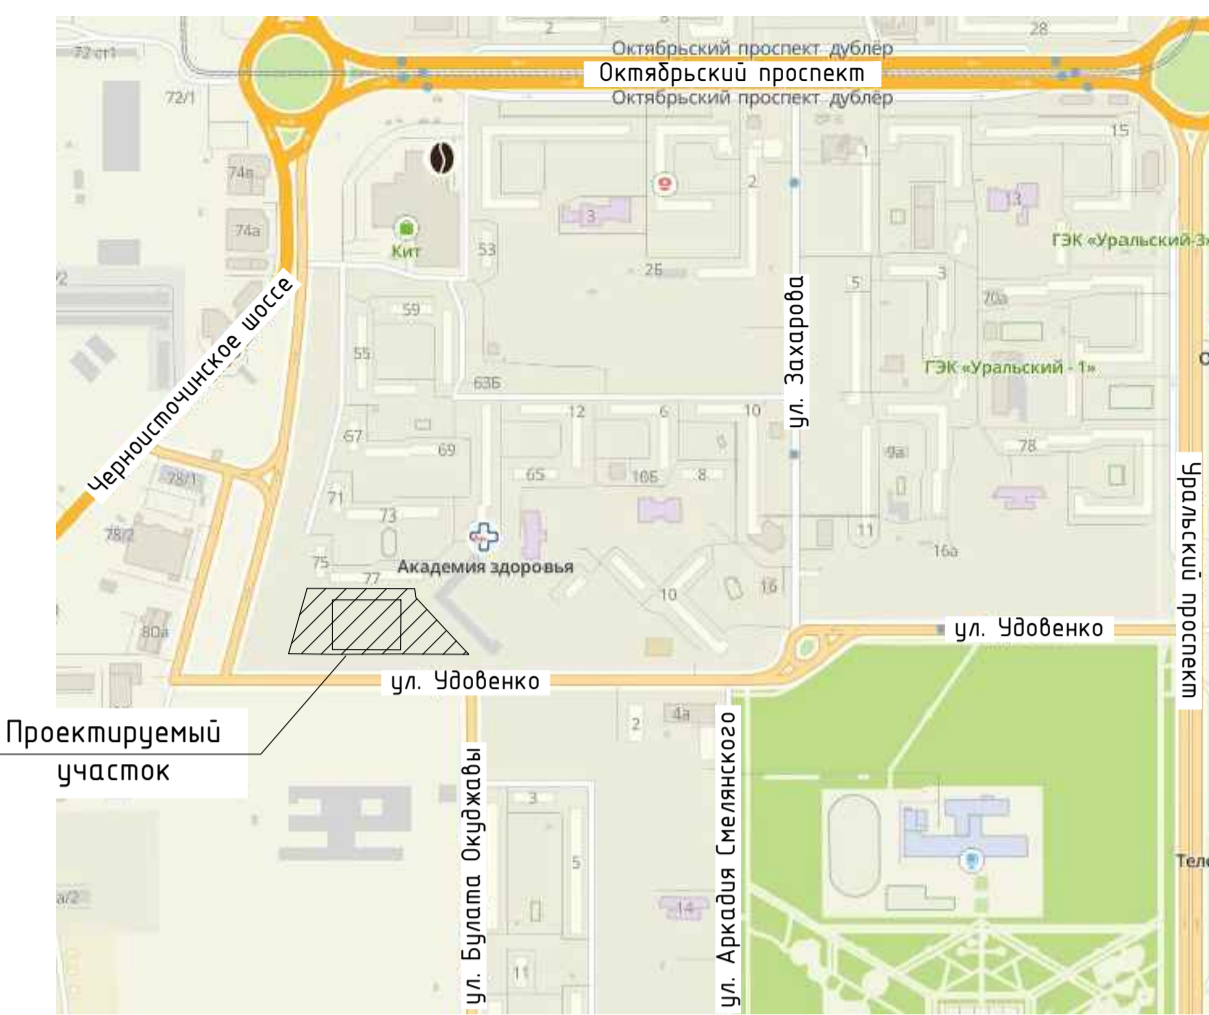 2
28
72 ст1
Октябрьский проспект дублёр
Октябрьский проспект
Октябрьский проспект дублёр
72/1
15
1
74в
2
13
3
74а
Кит
53
ГЭК «Уральский-3»
2Б
3
5
70а
59
Черноисточинское шоссе
ул. Захарова
55
ГЭК «Уральский - 1»
63Б
12
6
10
67
69
78
9а
65
10Б
8
78/1
71
Уральский проспект
73
78/2
11
16а
75
Академия здоровья
77
16
10
ул. Удовенко
80а
ул. Удовенко
2
4а
Проектируемый
участок
ул. Булата Окуджавы
ул. Аркадия Смелянского
3
5
Теле
а/2
14
11